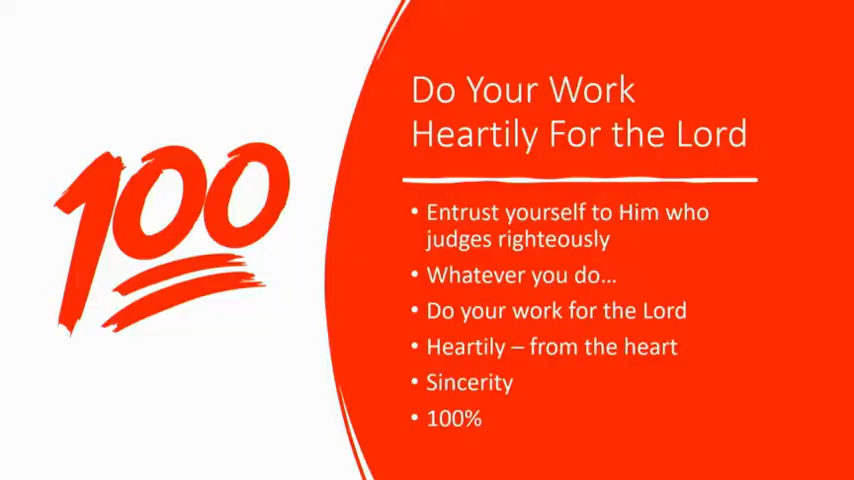 100
Do Your Work
Heartily For the Lord
• Entrust yourself to Him who
judges righteously
• Whatever you do...
• Do your work for the Lord
• Heartily – from the heart
• Sincerity
• 100%